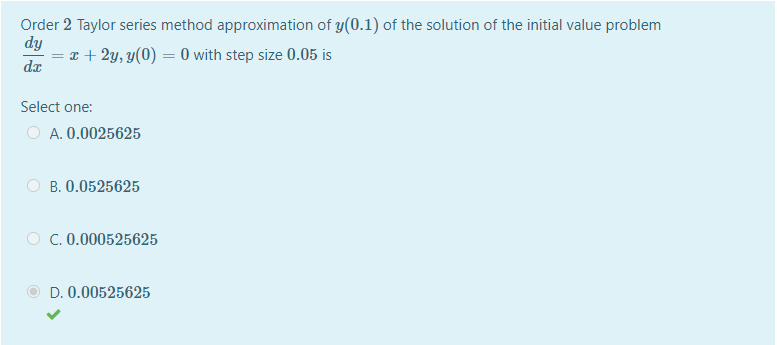 Order 2 Taylor series method approximation of y(0.1) of the solution of the initial value problem
dy/dx = x + 2y, y(0) = 0 with step size 0.05 is
Select one:
A. 0.0025625
B. 0.0525625
C. 0.000525625
D. 0.00525625